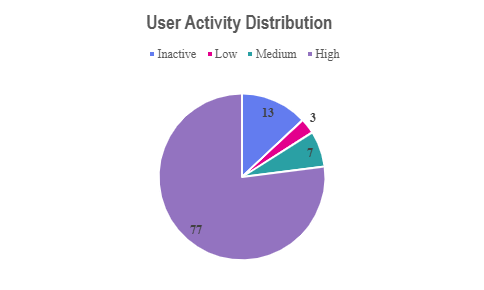 User Activity Distribution
Inactive Low Medium High
13
3
7
77